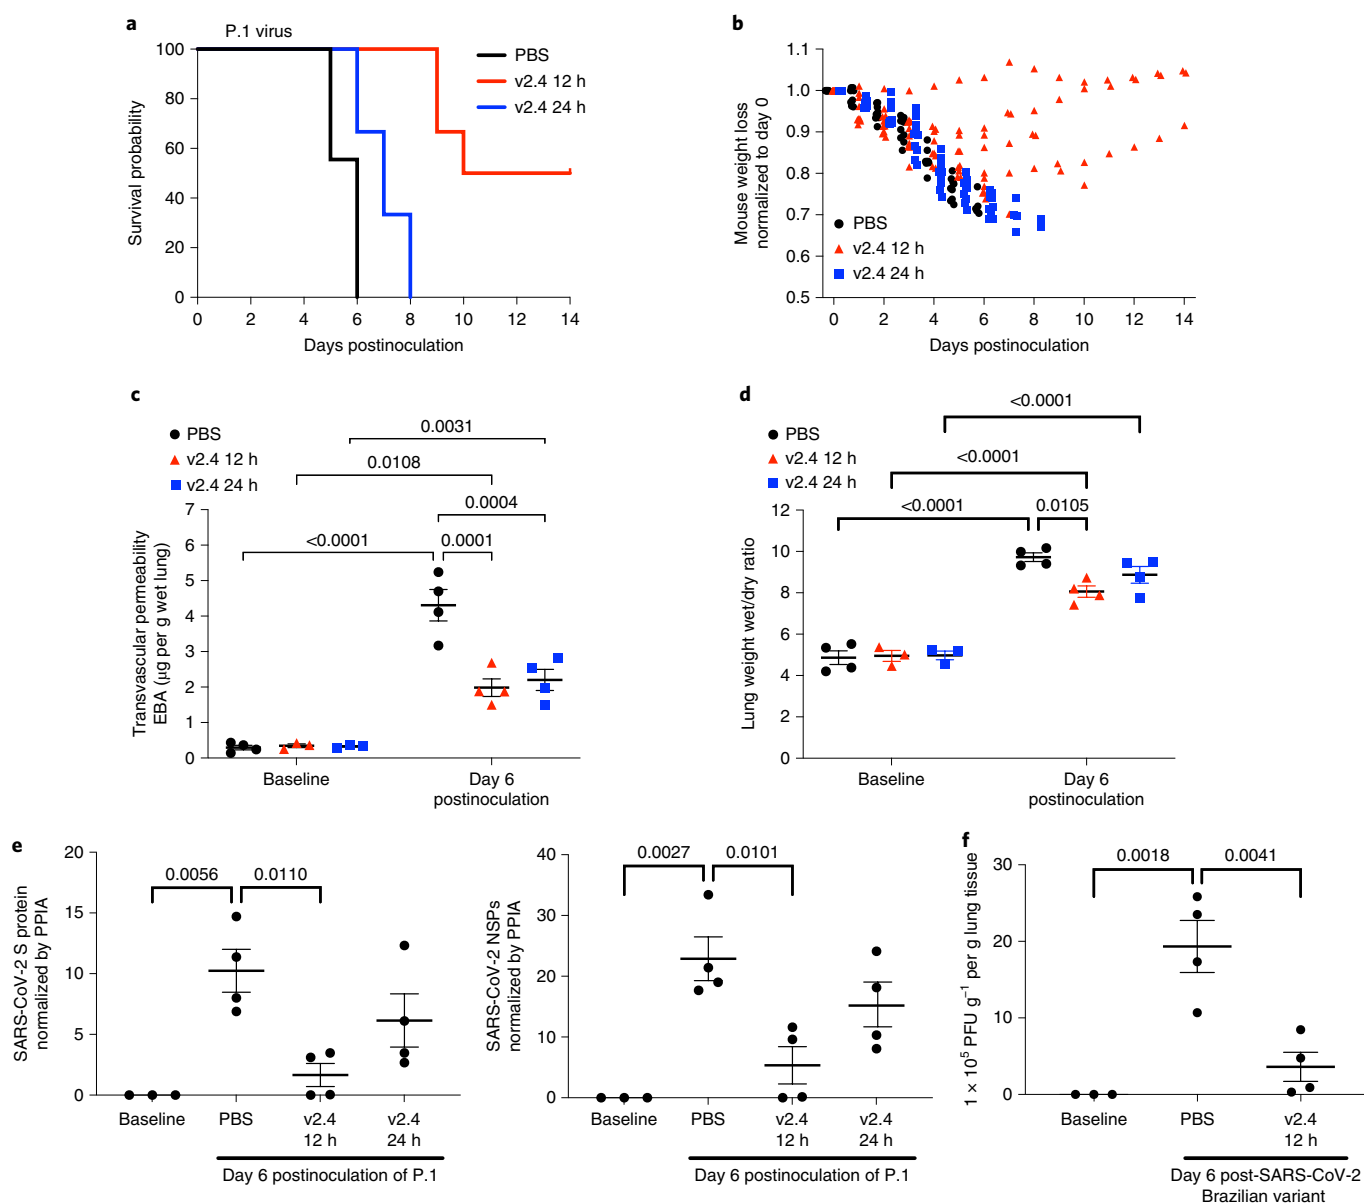 a
P.1 virus
100
80
60
40
20
0
Survival probability
0 2 4 6 8 10 12 14
Days postinoculation
PBS
v2.4 12 h
v2.4 24 h
b
1.1
1.0
0.9
0.8
0.7
0.6
0.5
Mouse weight loss
normalized to day 0
PBS
v2.4 12 h
v2.4 24 h
0 2 4 6 8 10 12 14
Days postinoculation
c
PBS
v2.4 12 h
v2.4 24 h
0.0031
0.0108
0.0004
<0.0001
0.0001
7
6
5
4
3
2
1
0
Transvascular permeability
EBA (μg per g wet lung)
Baseline
Day 6
postinoculation
d
PBS
v2.4 12 h
v2.4 24 h
<0.0001
<0.0001
<0.0001
0.0105
12
10
8
6
4
2
0
Lung weight wet/dry ratio
Baseline
Day 6
postinoculation
e
20
15
10
5
0
SARS-CoV-2 S protein
normalized by PPIA
0.0056
0.0110
Baseline
PBS
v2.4
12 h
v2.4
24 h
Day 6 postinoculation of P.1
40
30
20
10
0
SARS-CoV-2 NSPs
normalized by PPIA
0.0027
0.0101
Baseline
PBS
v2.4
12 h
v2.4
24 h
Day 6 postinoculation of P.1
f
30
20
10
0
1 × 10⁵ PFU g⁻¹ per g lung tissue
0.0018
0.0041
Baseline
PBS
v2.4
12 h
Day 6 post-SARS-CoV-2
Brazilian variant